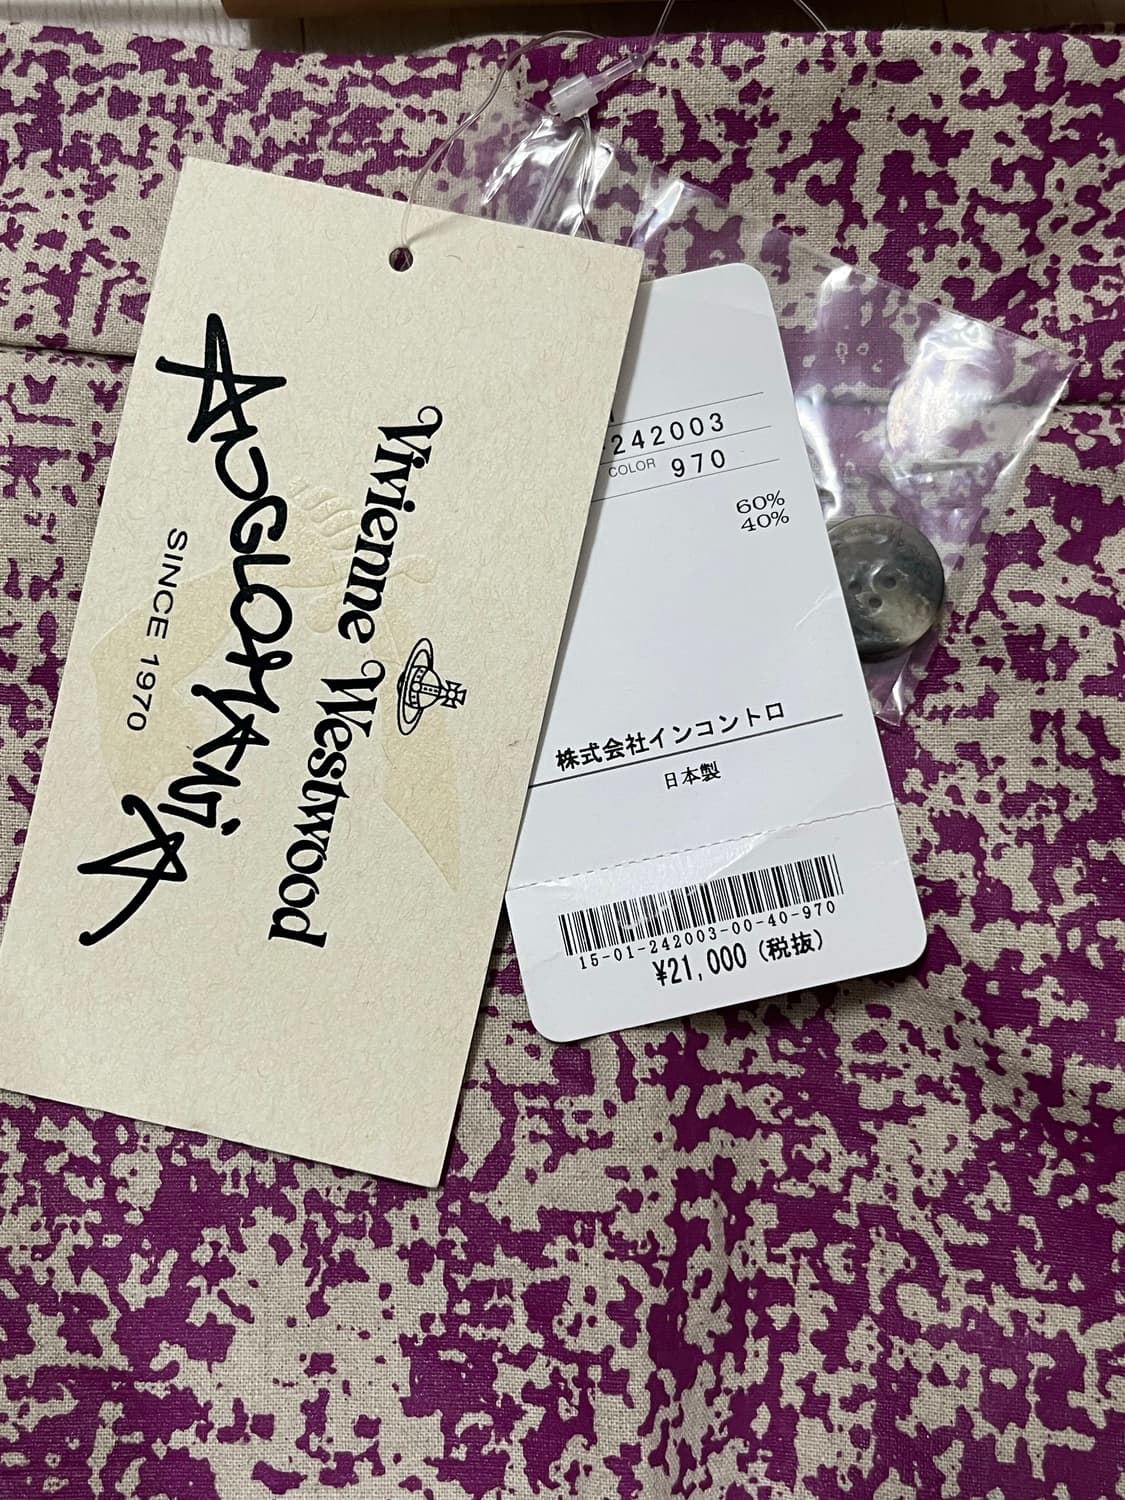 Vivienne Westwood
ANGLOMANIA
SINCE 1970
-242003
COLOR 970
60%
40%
株式会社インコントロ
日本製
15-01-242003-00-40-970
¥21,000(税抜)